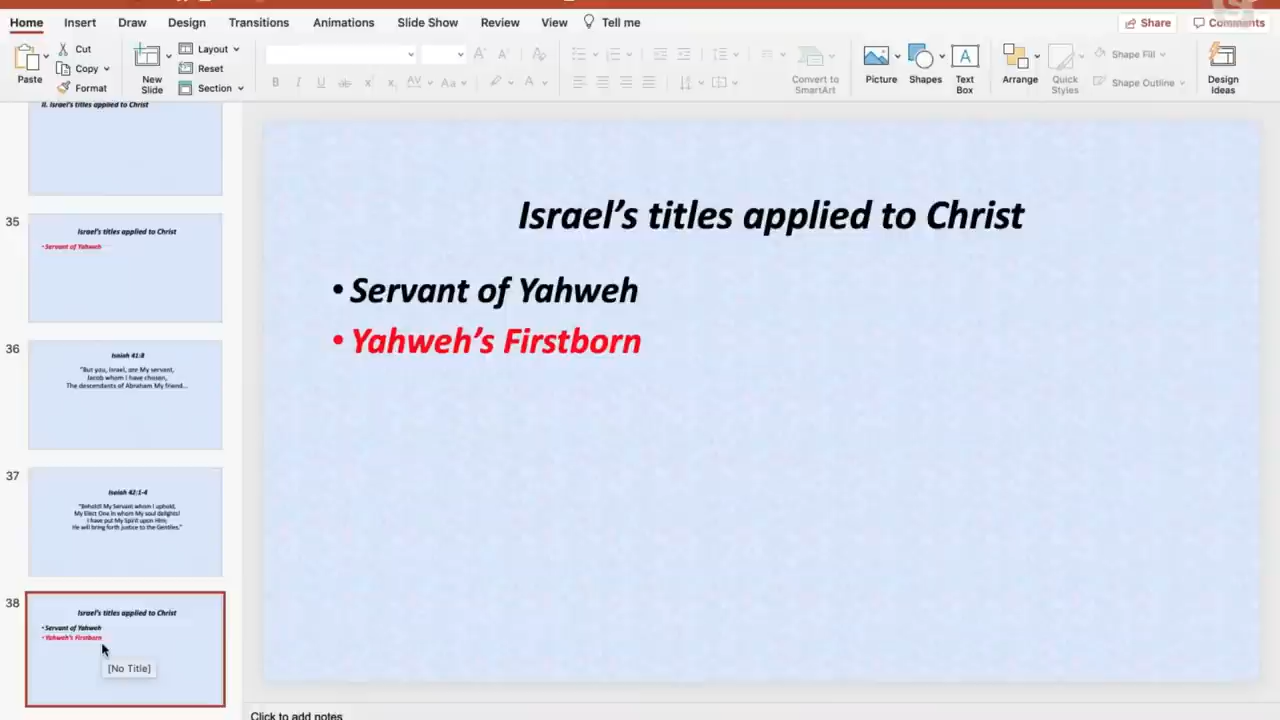 Home Insert Draw Design Transitions Animations Slide Show Review View Tell me Share Comments
Paste Cut Copy Format
New Slide Layout Reset Section
B I U ab x x AV Aa A
Convert to SmartArt
Picture Shapes Text Box Arrange Quick Styles Shape Fill Shape Outline Design Ideas
II. Israel's titles applied to Christ
35
Israel's titles applied to Christ
• Servant of Yahweh
36
Isaiah 41:8
"But you, Israel, are My servant,
Jacob whom I have chosen,
The descendants of Abraham My friend...
37
Isaiah 42:1-4
"Behold! My Servant whom I uphold,
My Elect One in whom My soul delights!
I have put My Spirit upon Him;
He will bring forth justice to the Gentiles."
38
Israel's titles applied to Christ
• Servant of Yahweh
• Yahweh's Firstborn
[No Title]
Israel’s titles applied to Christ
• Servant of Yahweh
• Yahweh’s Firstborn
Click to add notes